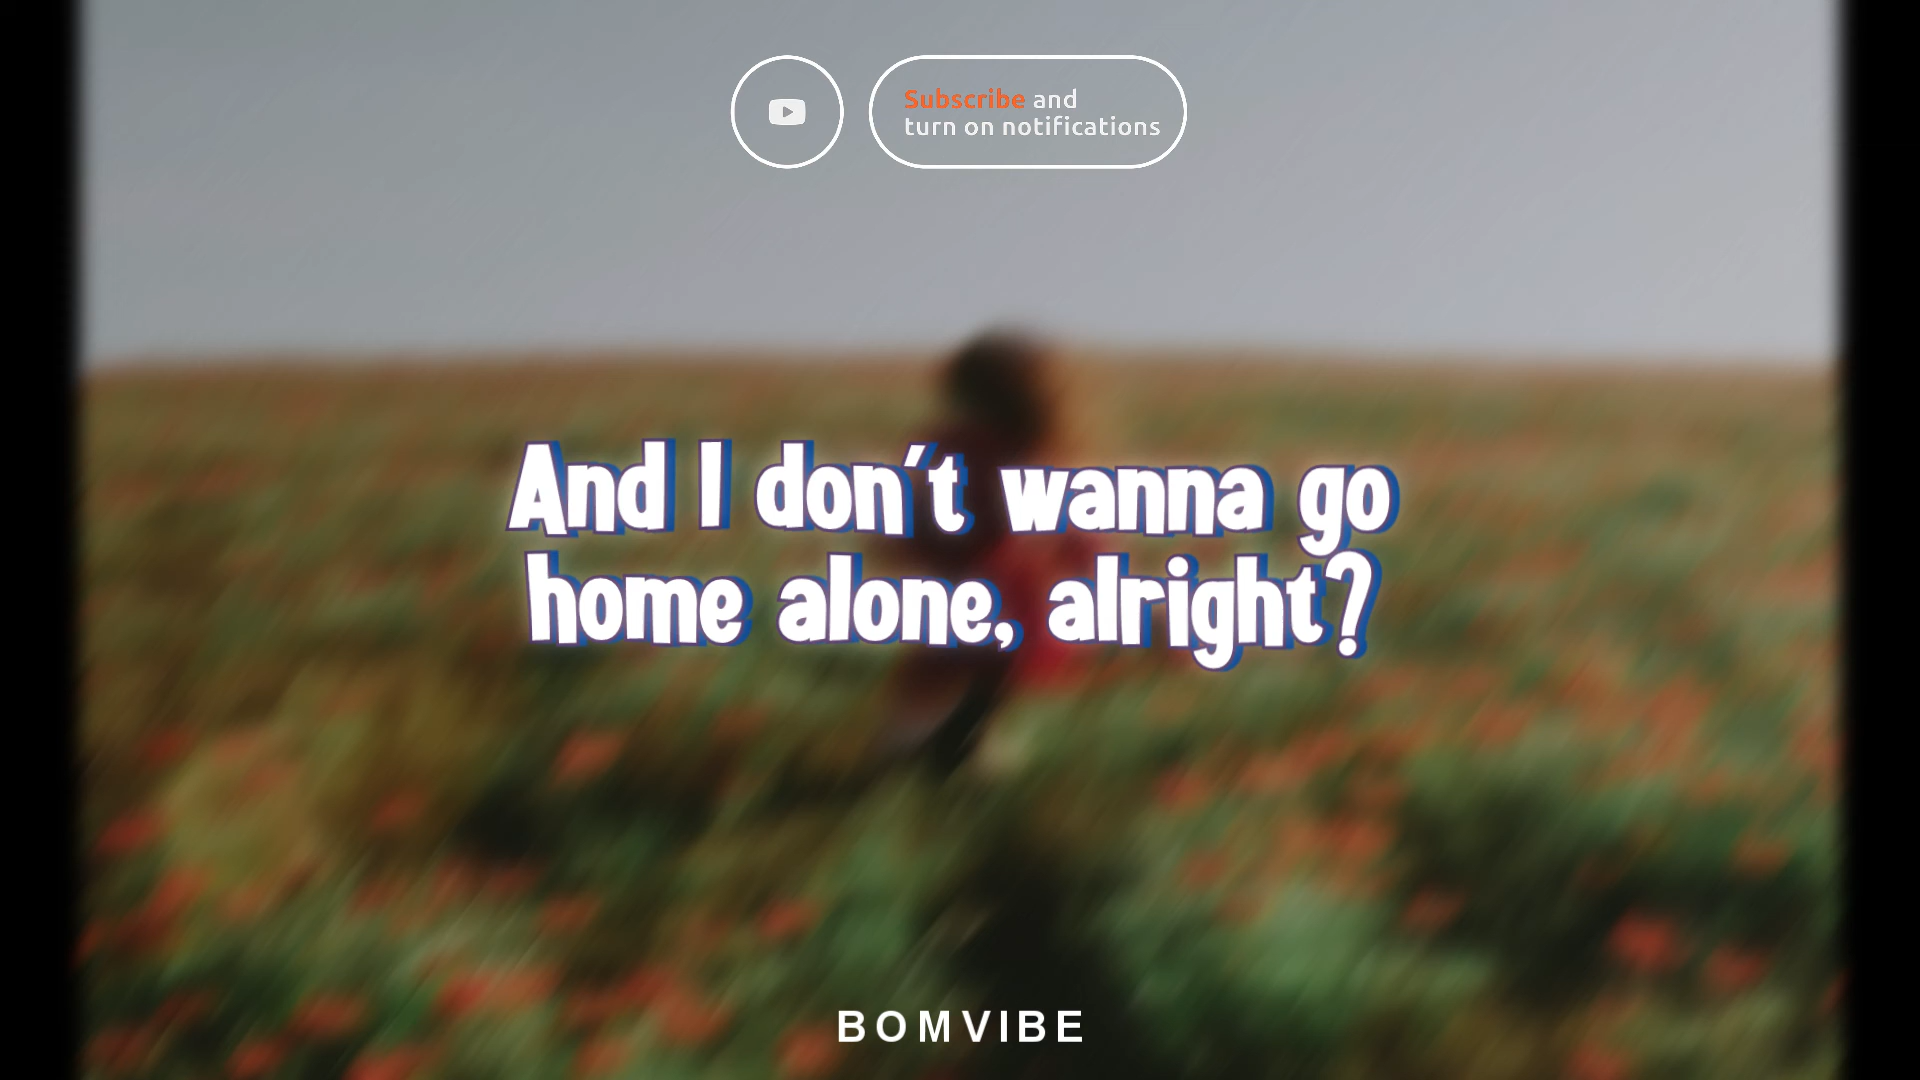 Subscribe and
turn on notifications
And I don't wanna go
home alone, alright?
BOMVIBE